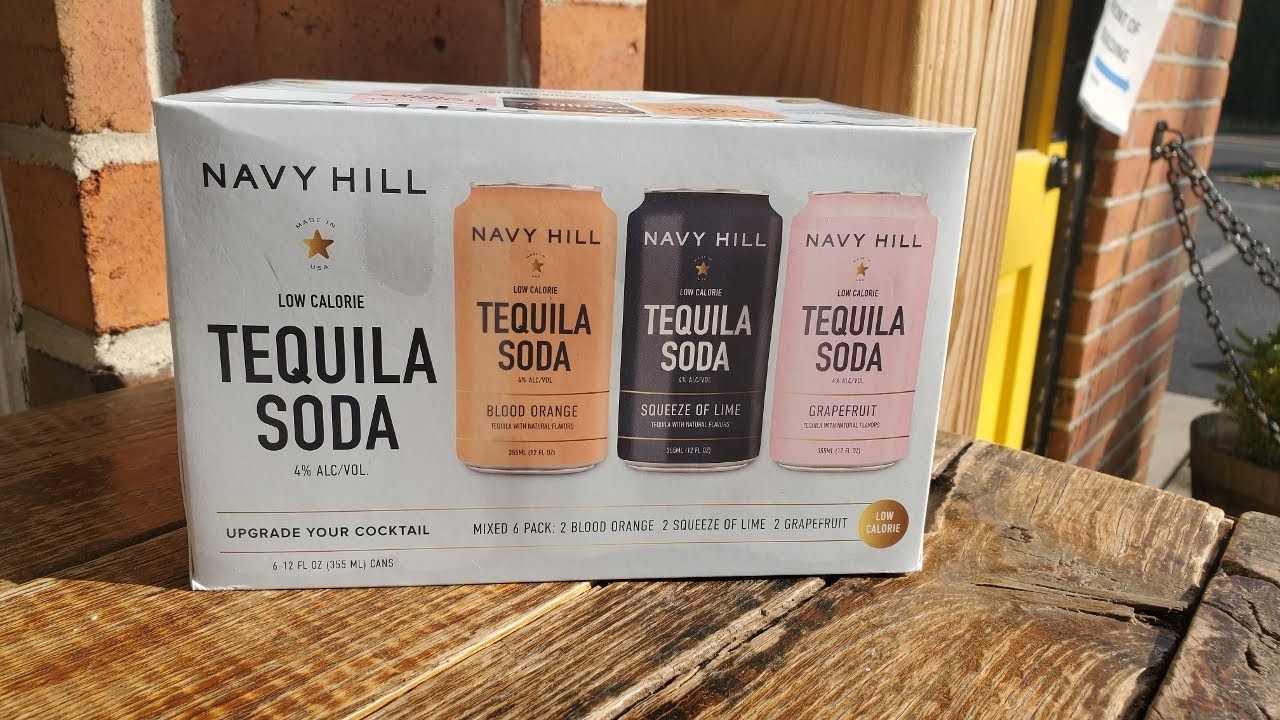 NAVY HILL
MADE IN
USA
LOW CALORIE
TEQUILA
SODA
4% ALC/VOL.
NAVY HILL
MADE IN
USA
LOW CALORIE
TEQUILA
SODA
4% ALC/VOL
BLOOD ORANGE
TEQUILA WITH NATURAL FLAVORS
355ML (12 FL OZ)
NAVY HILL
LOW CALORIE
TEQUILA
SODA
4% ALC/VOL
SQUEEZE OF LIME
TEQUILA WITH NATURAL FLAVORS
355ML (12 FL OZ)
NAVY HILL
LOW CALORIE
TEQUILA
SODA
4% ALC/VOL
GRAPEFRUIT
TEQUILA WITH NATURAL FLAVORS
355ML (12 FL OZ)
UPGRADE YOUR COCKTAIL
MIXED 6 PACK: 2 BLOOD ORANGE 2 SQUEEZE OF LIME 2 GRAPEFRUIT
LOW
CALORIE
6-12 FL OZ (355 ML) CANS
OF